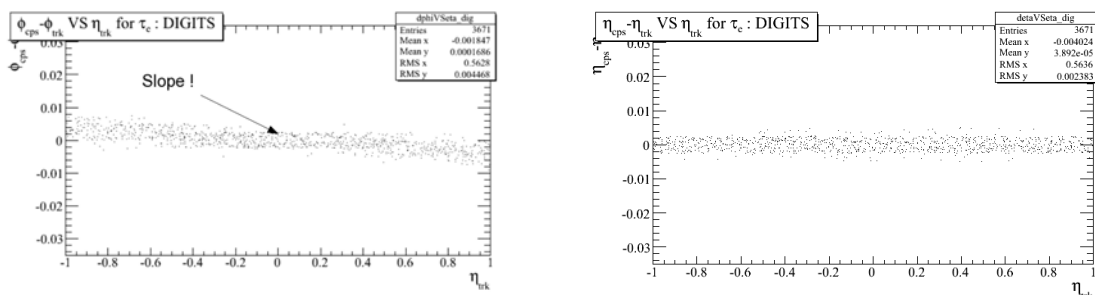 ϕcps-ϕtrk VS ηtrk for τc : DIGITS
dphiVSeta_dig
Entries 3671
Mean x -0.001847
Mean y 0.0001686
RMS x 0.5628
RMS y 0.004468
Slope !
ϕcps
0.03
0.02
0.01
0
-0.01
-0.02
-0.03
-1 -0.8 -0.6 -0.4 -0.2 0 0.2 0.4 0.6 0.8 1
ηtrk
ηcps-ηtrk VS ηtrk for τc : DIGITS
detaVSeta_dig
Entries 3671
Mean x -0.004024
Mean y 3.892e-05
RMS x 0.5636
RMS y 0.002383
ηcps
0.03
0.02
0.01
0
-0.01
-0.02
-0.03
-1 -0.8 -0.6 -0.4 -0.2 0 0.2 0.4 0.6 0.8 1
ηtrk